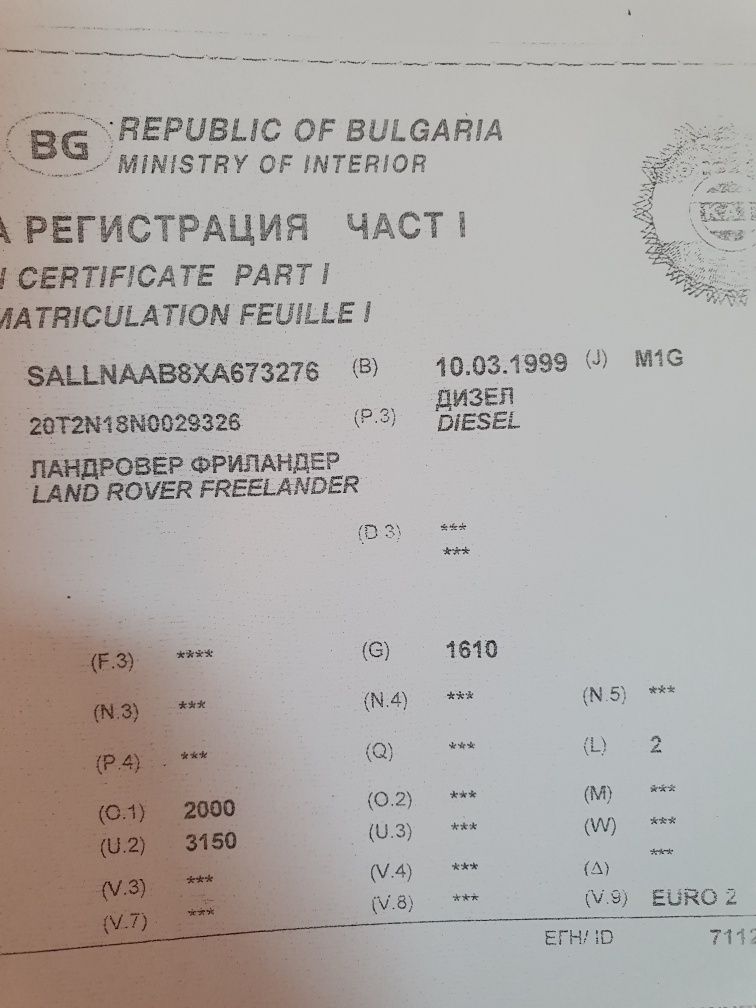 BG
REPUBLIC OF BULGARIA
MINISTRY OF INTERIOR
А РЕГИСТРАЦИЯ ЧАСТ I
CERTIFICATE PART I
MATRICULATION FEUILLE I
SALLNAAB8XA673276 (B) 10.03.1999 (J) M1G
20T2N18N0029326 (P.3) ДИЗЕЛ
DIESEL
ЛАНДРОВЕР ФРИЛАНДЕР
LAND ROVER FREELANDER
(D 3) ***
***
(F.3) **** (G) 1610
(N.3) *** (N.4) *** (N.5) ***
(P.4) *** (Q) *** (L) 2
(O.1) 2000 (O.2) *** (M) ***
(U.2) 3150 (U.3) *** (W) ***
***
(V.3) *** (V.4) *** (Δ)
(V.7) *** (V.8) *** (V.9) EURO 2
ЕГН/ ID 7112